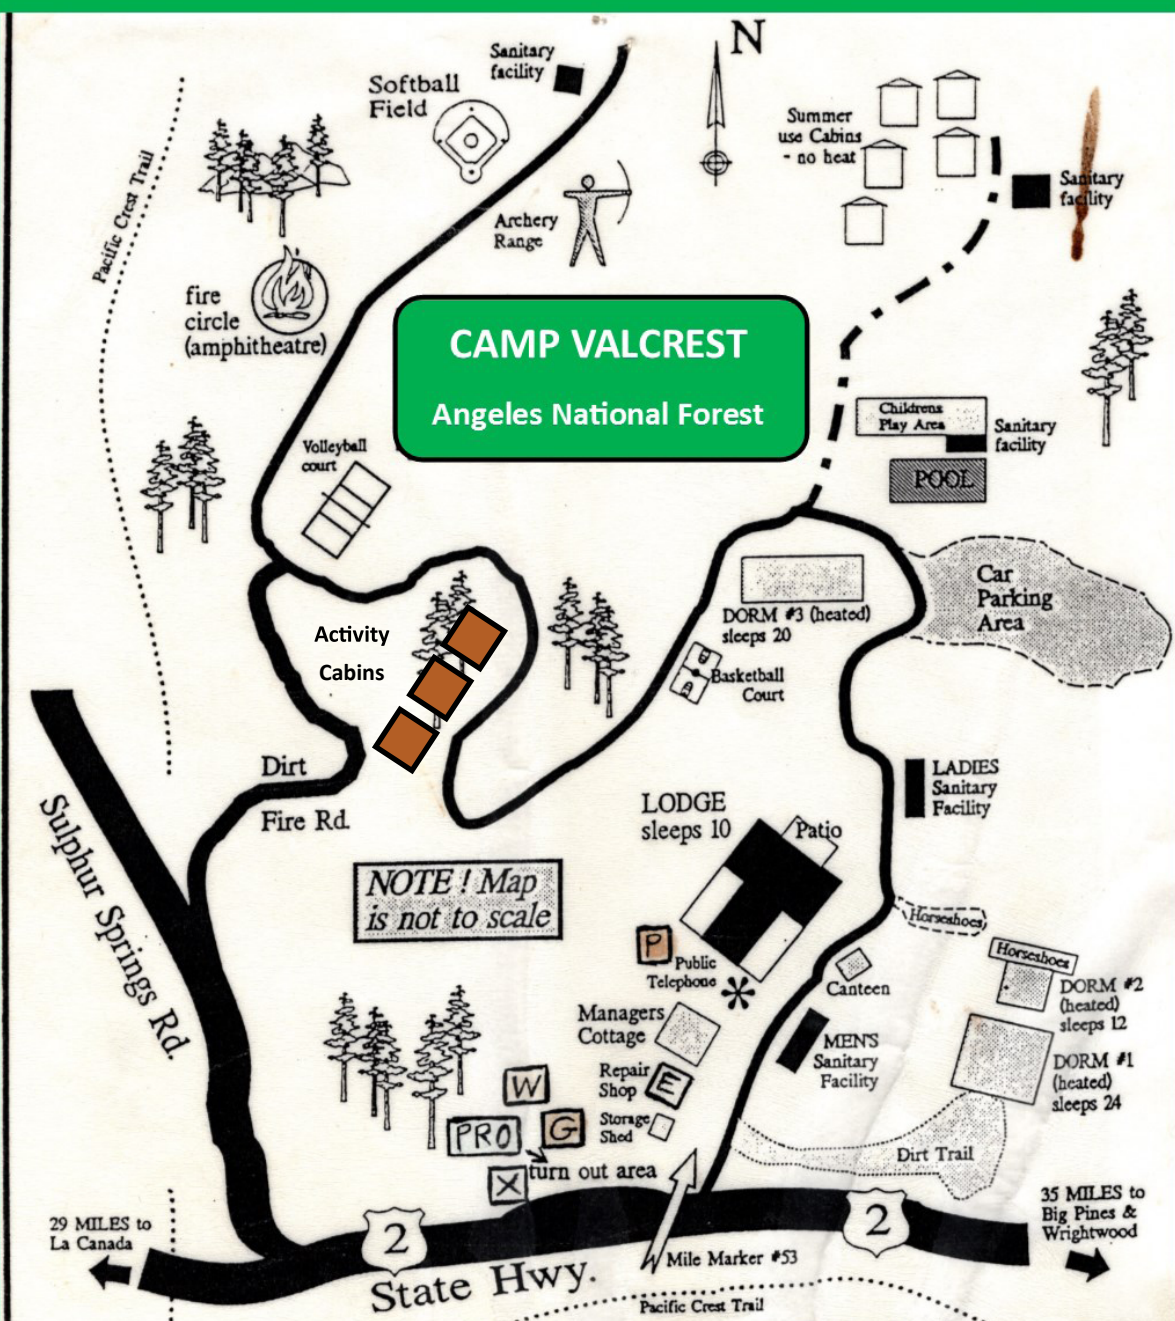 N
Sanitary
facility
Softball
Field
Summer
use Cabins
- no heat
Sanitary
facility
Pacific Crest Trail
Archery
Range
fire
circle
(amphitheatre)
CAMP VALCREST
Angeles National Forest
Childrens
Play Area
Sanitary
facility
POOL
Volleyball
court
Car
Parking
Area
DORM #3 (heated)
sleeps 20
Activity
Cabins
Basketball
Court
Dirt
Fire Rd.
LADIES
Sanitary
Facility
LODGE
sleeps 10
Patio
Sulphur Springs Rd.
NOTE ! Map
is not to scale
Horseshoes
P
Public
Telephone
Canteen
Horseshoes
DORM #2
(heated)
sleeps 12
Managers
Cottage
MEN'S
Sanitary
Facility
DORM #1
(heated)
sleeps 24
Repair
Shop
E
W
PRO
G
Storage
Shed
X
turn out area
Dirt Trail
29 MILES to
La Canada
2
2
35 MILES to
Big Pines &
Wrightwood
State Hwy.
Mile Marker #53
Pacific Crest Trail